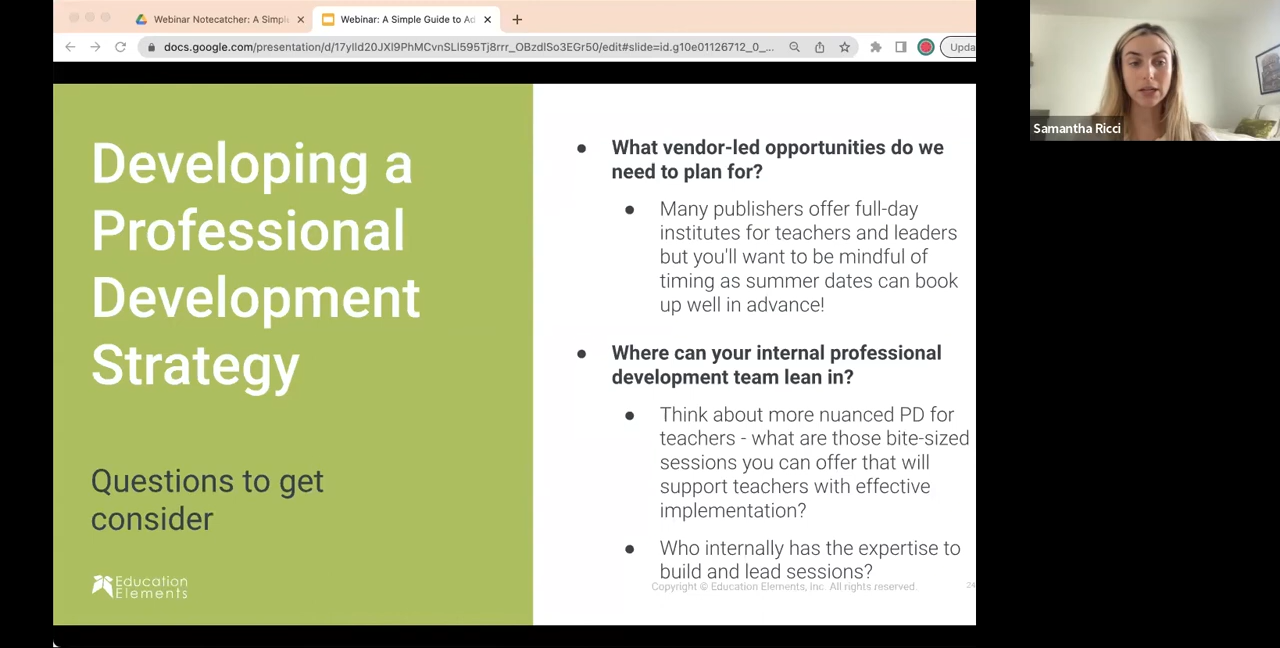 Webinar Notecatcher: A Simple
Webinar: A Simple Guide to Ad
docs.google.com/presentation/d/17ylld20JXl9PhMCvnSLl595Tj8rrr_OBzdlSo3EGr50/edit#slide=id.g10e01126712_0_...
Upda
Samantha Ricci
Developing a
Professional
Development
Strategy
Questions to get
consider
Education
Elements
What vendor-led opportunities do we
need to plan for?
Many publishers offer full-day
institutes for teachers and leaders
but you'll want to be mindful of
timing as summer dates can book
up well in advance!
Where can your internal professional
development team lean in?
Think about more nuanced PD for
teachers - what are those bite-sized
sessions you can offer that will
support teachers with effective
implementation?
Who internally has the expertise to
build and lead sessions?
Copyright © Education Elements, Inc. All rights reserved.
24